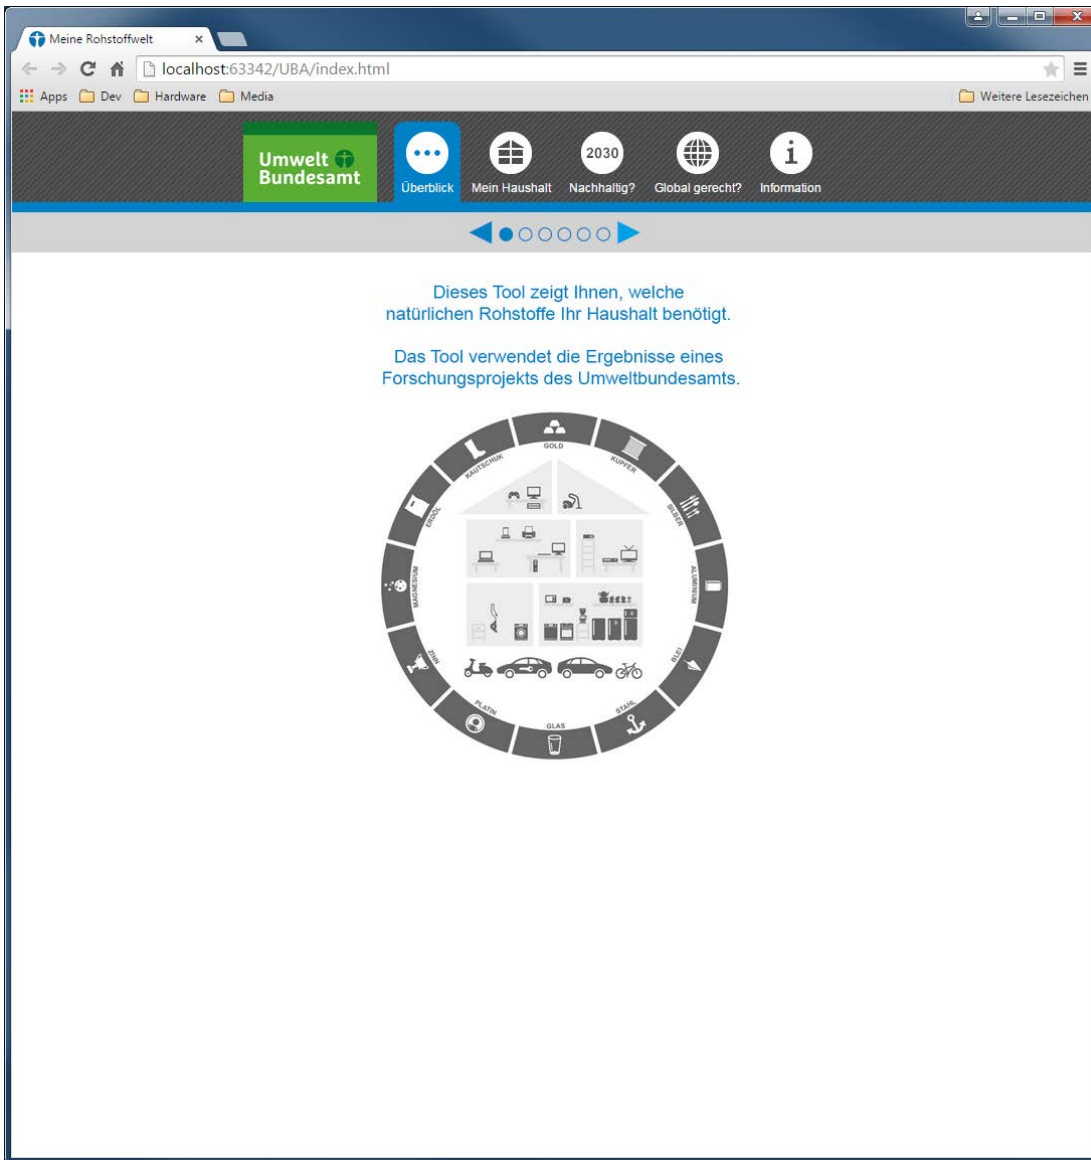 Meine Rohstoffwelt
localhost:63342/UBA/index.html
Apps Dev Hardware Media Weitere Lesezeichen
Umwelt
Bundesamt
2030
Überblick Mein Haushalt Nachhaltig? Global gerecht? Information
Dieses Tool zeigt Ihnen, welche
natürlichen Rohstoffe Ihr Haushalt benötigt.
Das Tool verwendet die Ergebnisse eines
Forschungsprojekts des Umweltbundesamts.
GOLD
KUPFER
SILBER
ALUMINIUM
BLEI
STAHL
GLAS
PLATIN
ZINN
MAGNESIUM
ERDÖL
KAUTSCHUK